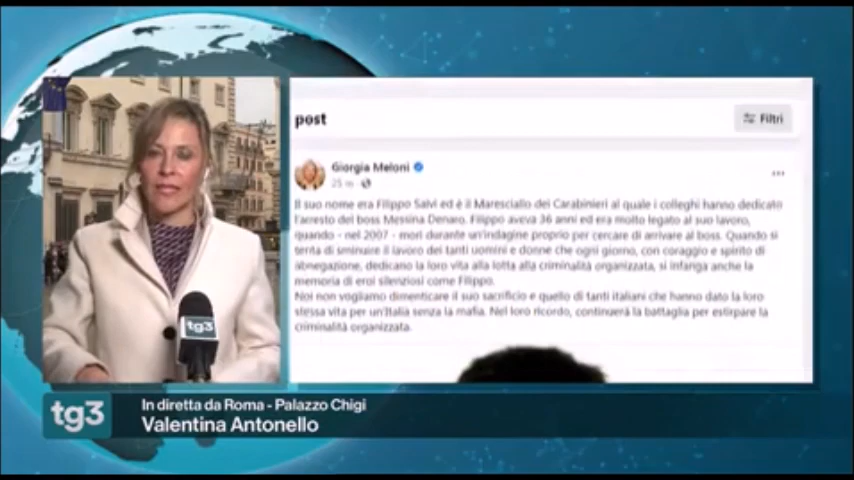 post
Filtri
Giorgia Meloni
25 m
Il suo nome era Filippo Salvi ed è il Maresciallo dei Carabinieri al quale i colleghi hanno dedicato
l'arresto del boss Messina Denaro. Filippo aveva 36 anni ed era molto legato al suo lavoro,
quando - nel 2007 - morì durante un'indagine proprio per cercare di arrivare al boss. Quando si
tenta di sminuire il lavoro dei tanti uomini e donne che ogni giorno, con coraggio e spirito di
abnegazione, dedicano la loro vita alla lotta alla criminalità organizzata, si infanga anche la
memoria di eroi silenziosi come Filippo.
Noi non vogliamo dimenticare il suo sacrificio e quello di tanti italiani che hanno dato la loro
stessa vita per un'Italia senza la mafia. Nel loro ricordo, continuerà la battaglia per estirpare la
criminalità organizzata.
tg3
tg3
In diretta da Roma - Palazzo Chigi
Valentina Antonello